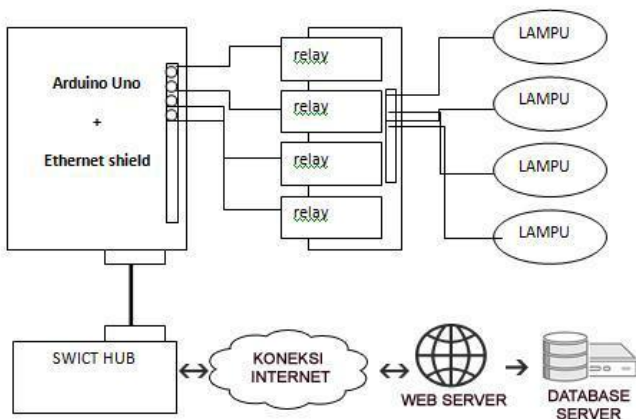 Arduino Uno
+
Ethernet shield
relay
relay
relay
relay
LAMPU
LAMPU
LAMPU
LAMPU
SWICT HUB
KONEKSI
INTERNET
WEB SERVER
DATABASE
SERVER